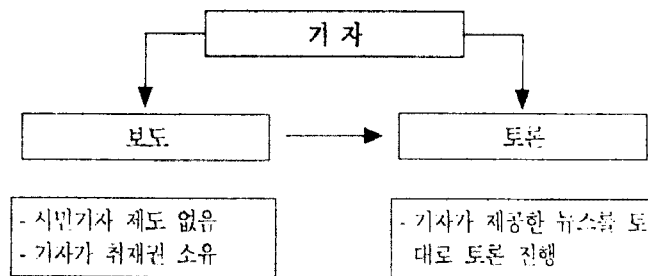 기 자
보도
토론
- 시민기자 제도 없음
- 기자가 취재권 소유
- 기자가 제공한 뉴스를 토
대로 토론 진행